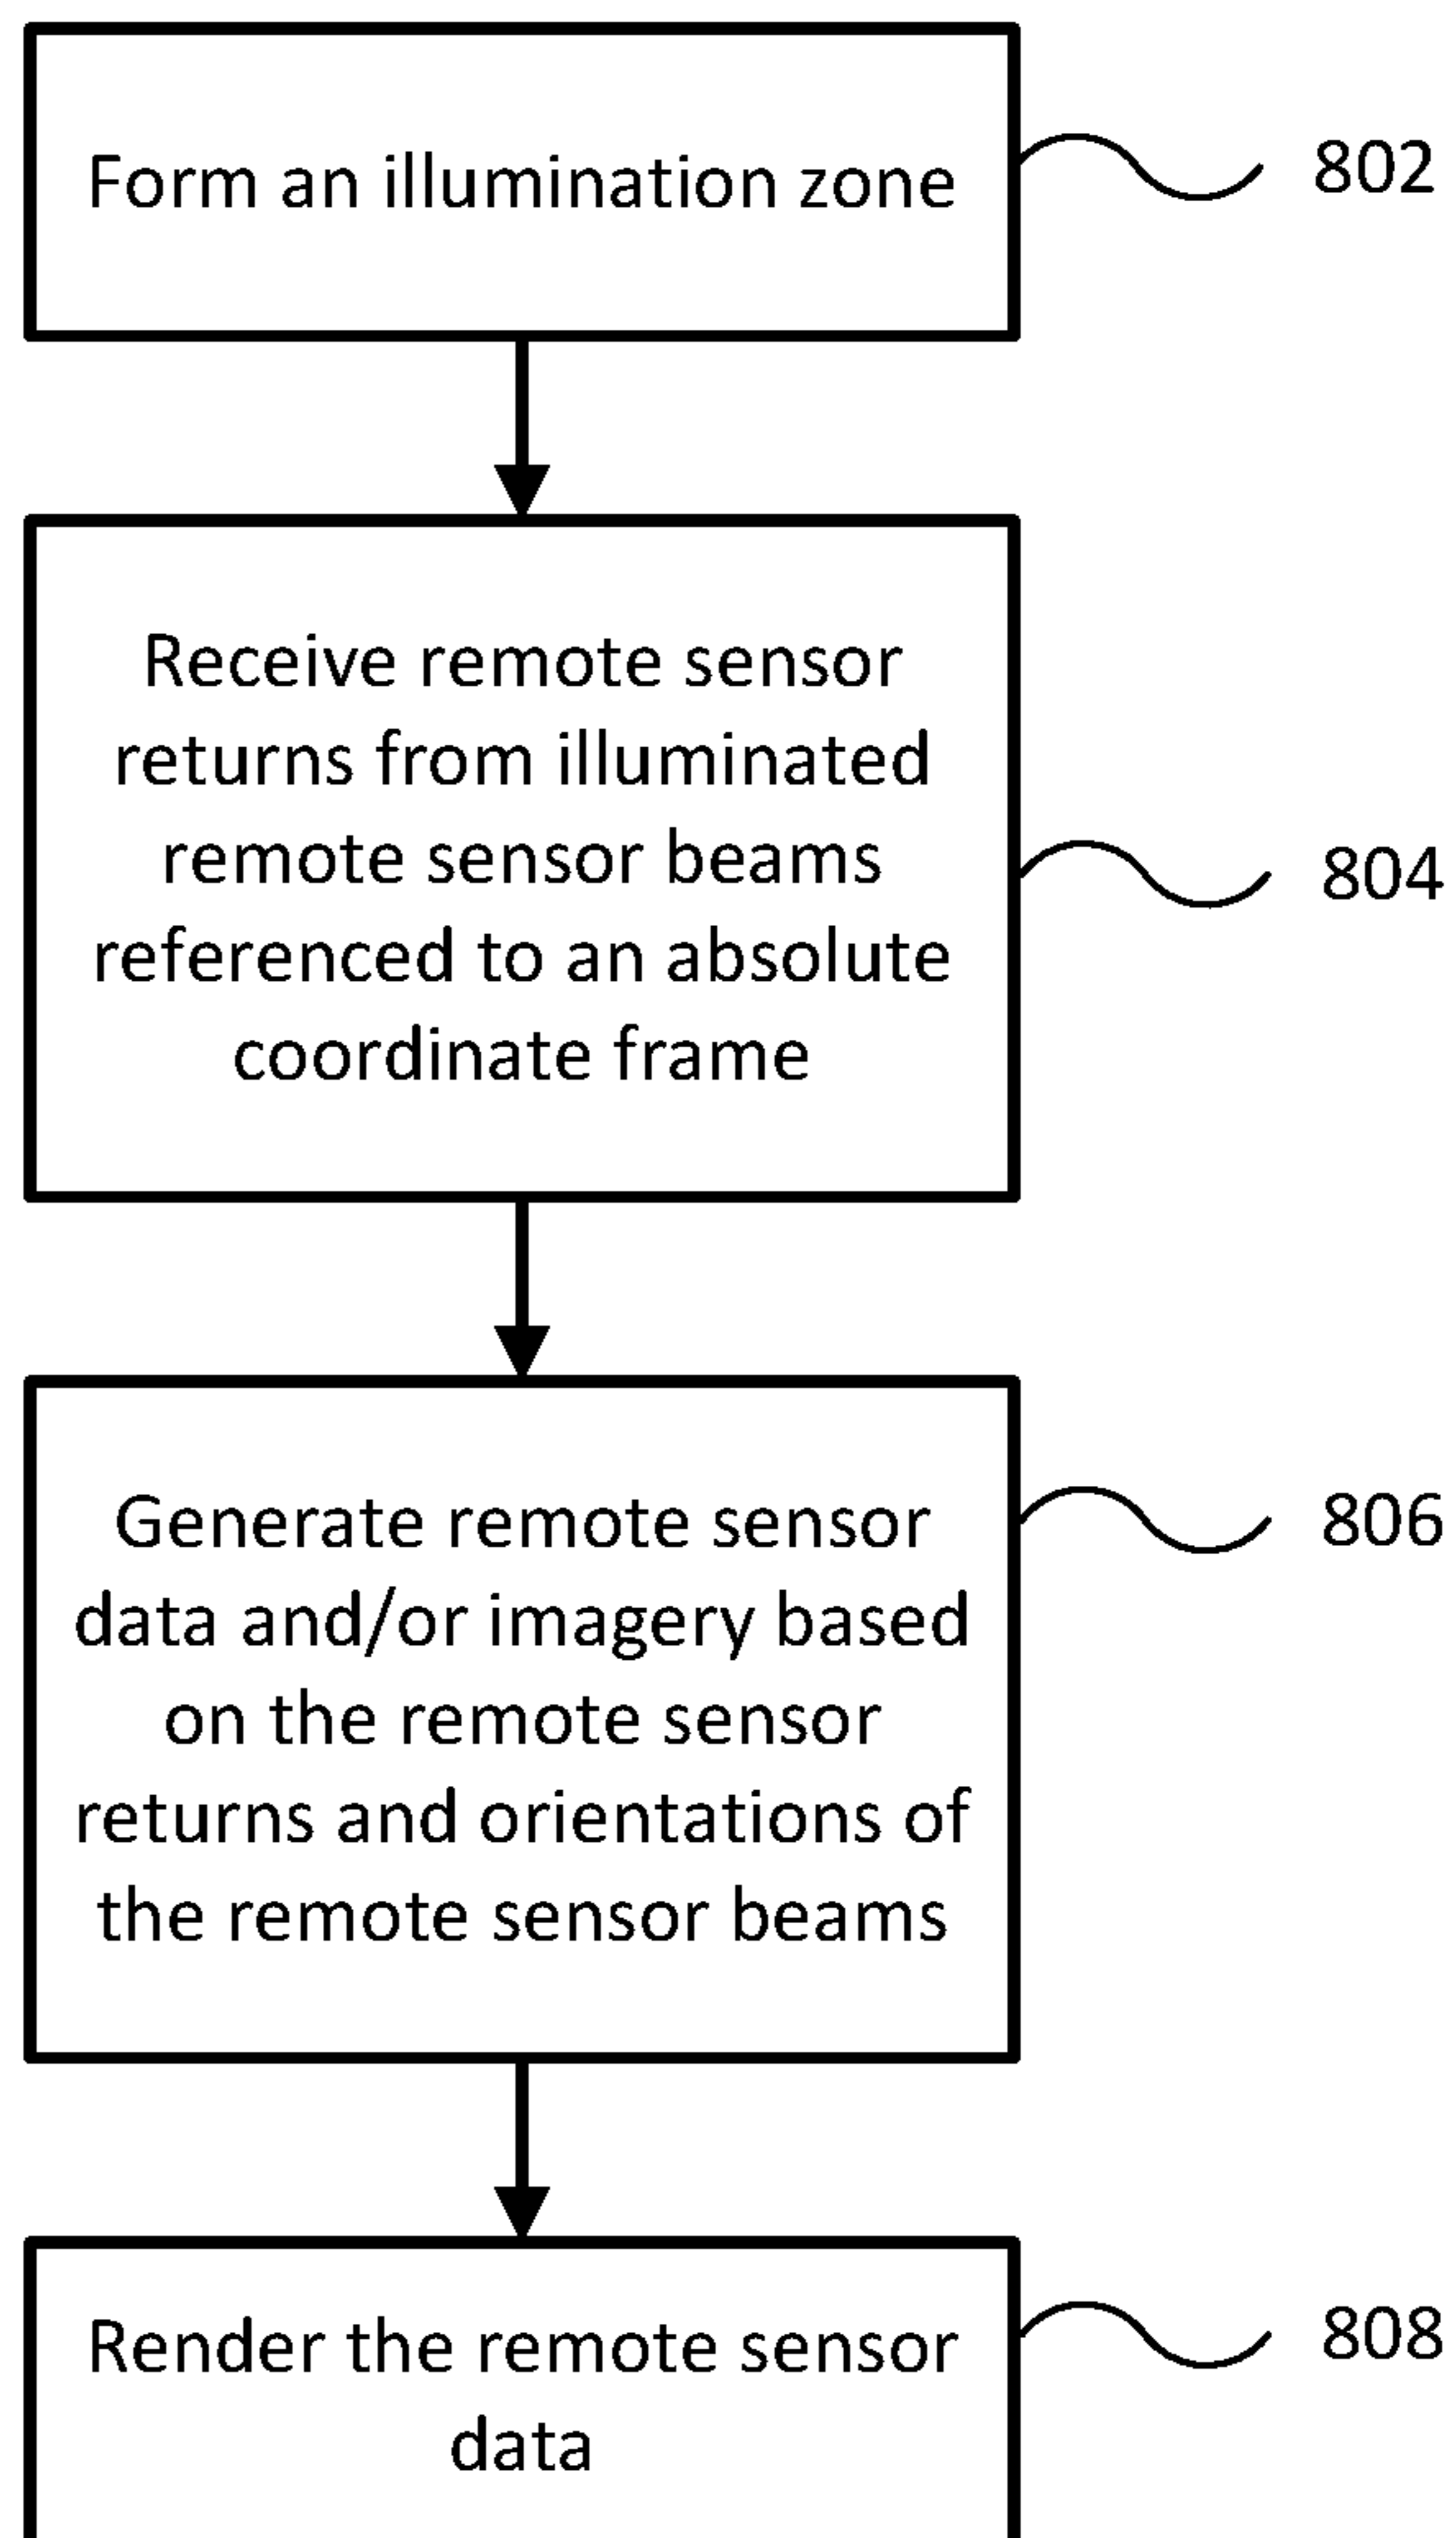 Form an illumination zone
802
Receive remote sensor
returns from illuminated
remote sensor beams
referenced to an absolute
coordinate frame
804
Generate remote sensor
data and/or imagery based
on the remote sensor
returns and orientations of
the remote sensor beams
806
Render the remote sensor
data
808